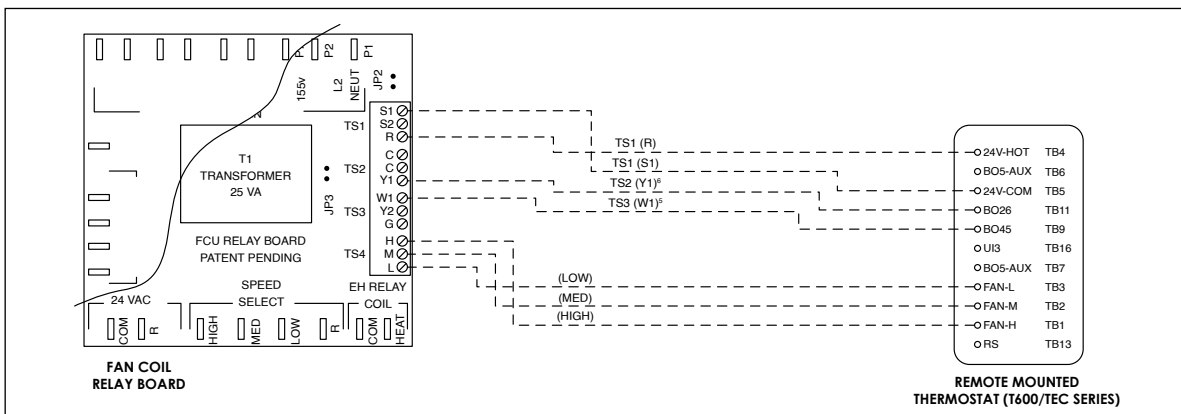 P1
P2
P1
155v
L2
NEUT
JP2
TS1
S1
S2
R
T1
TRANSFORMER
25 VA
JP3
TS2
C
C
Y1
TS3
W1
Y2
G
FCU RELAY BOARD
PATENT PENDING
TS4
H
M
L
24 VAC
SPEED
SELECT
EH RELAY
COIL
COM
R
HIGH
MED
LOW
R
COM
HEAT
FAN COIL
RELAY BOARD
TS1 (R)
TS1 (S1)
TS2 (Y1)⁶
TS3 (W1)⁵
(LOW)
(MED)
(HIGH)
24V-HOT TB4
BO5-AUX TB6
24V-COM TB5
BO26 TB11
BO45 TB9
UI3 TB16
BO5-AUX TB7
FAN-L TB3
FAN-M TB2
FAN-H TB1
RS TB13
REMOTE MOUNTED
THERMOSTAT (T600/TEC SERIES)